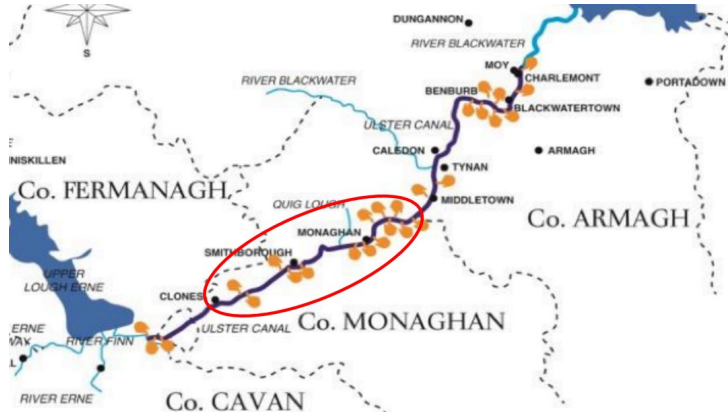 DUNGANNON
RIVER BLACKWATER
MOY
CHARLEMONT
PORTADOWN
RIVER BLACKWATER
BENBURB
BLACKWATERTOWN
ULSTER CANAL
CALEDON
ARMAGH
TYNAN
NISKILLEN
Co. FERMANAGH
QUIG LOUGH
MIDDLETOWN
Co. ARMAGH
MONAGHAN
SMITHBOROUGH
UPPER
LOUGH ERNE
CLONES
ULSTER CANAL
Co. MONAGHAN
ERNE
RIVER FINN
RIVER ERNE
Co. CAVAN
S